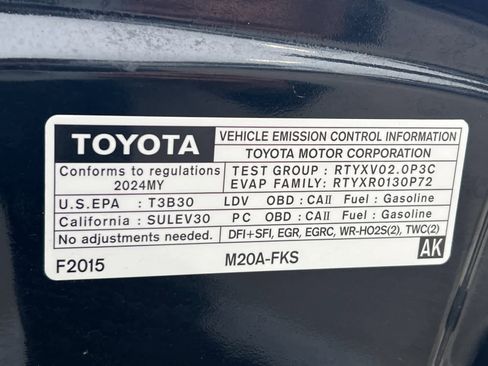 TOYOTA VEHICLE EMISSION CONTROL INFORMATION
TOYOTA MOTOR CORPORATION
Conforms to regulations TEST GROUP : RTYXV02.0P3C
2024MY EVAP FAMILY: RTYXR0130P72
U.S.EPA : T3B30 LDV OBD : CAII Fuel : Gasoline
California : SULEV30 PC OBD : CAII Fuel : Gasoline
No adjustments needed. DFI+SFI, EGR, EGRC, WR-HO2S(2), TWC(2)
F2015 M20A-FKS AK